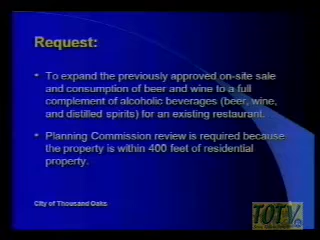 Request:
• To expand the previously approved on-site sale
and consumption of beer and wine to a full
complement of alcoholic beverages (beer, wine,
and distilled spirits) for an existing restaurant.
• Planning Commission review is required because
the property is within 400 feet of residential
property.
City of Thousand Oaks
TOTV